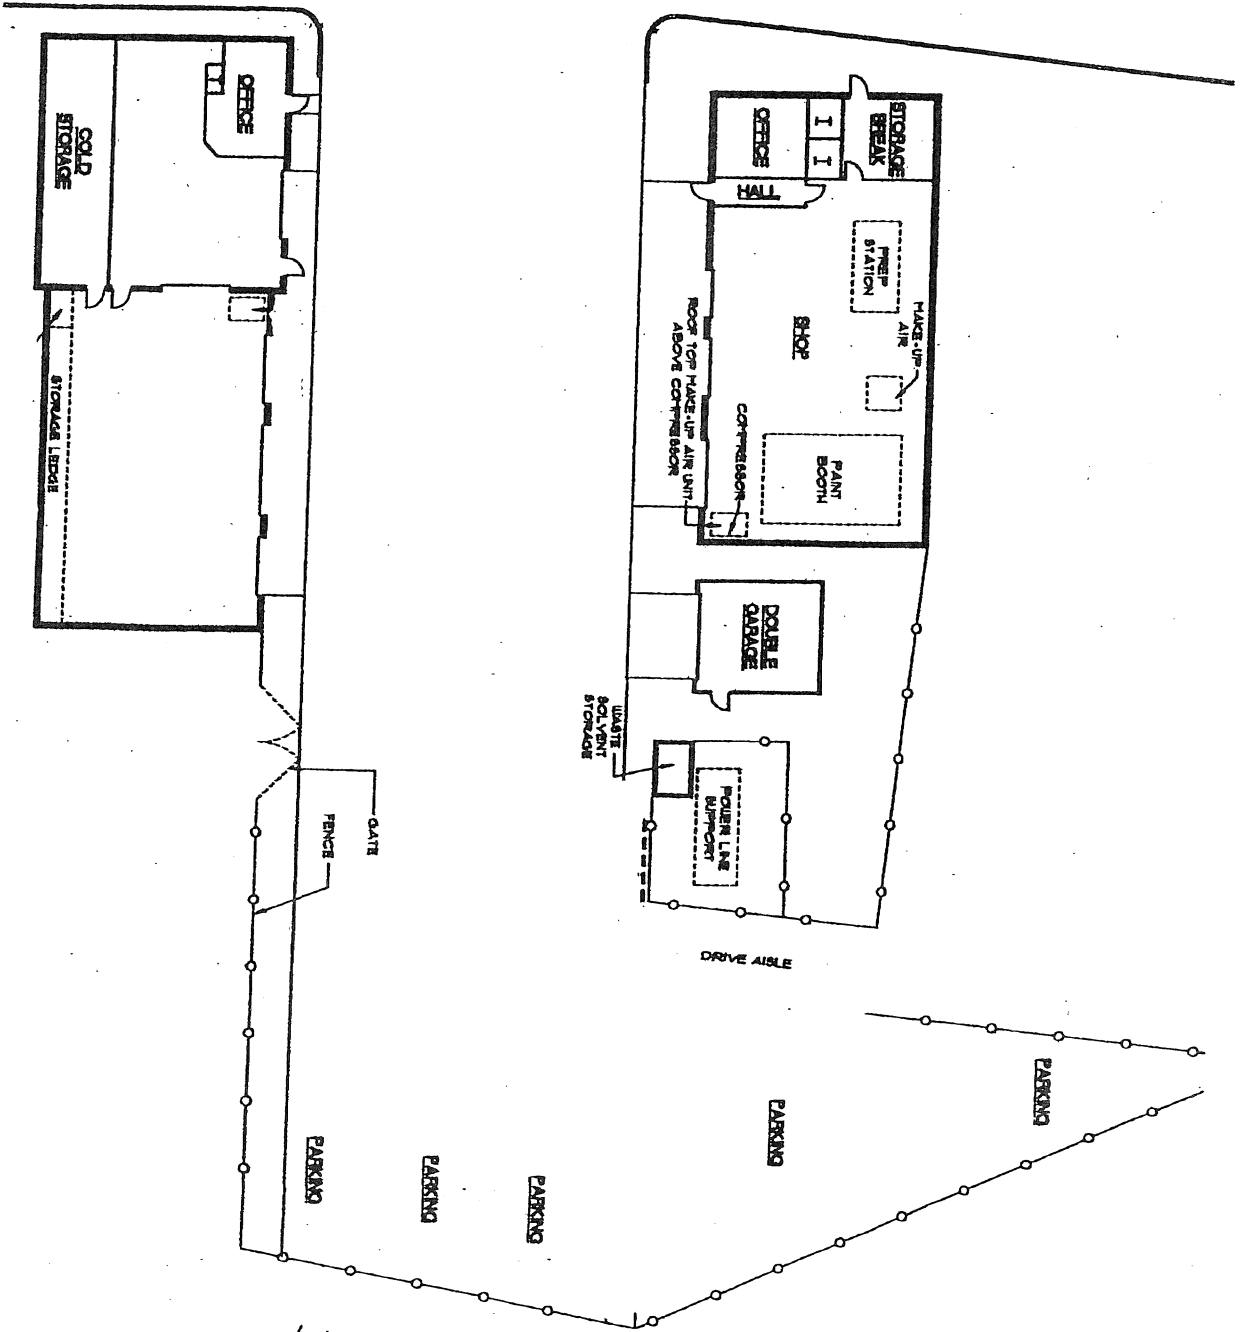 OFFICE
COLD
STORAGE
STORAGE LEDGE
OFFICE
STORAGE
BREAK
HALL
PREP
STATION
MAKE-UP
AIR
SHOP
ROOF TOP MAKE-UP AIR UNIT
ABOVE COMPRESSOR
COMPRESSOR
PAINT
BOOTH
DOUBLE
GARAGE
WASTE
SOLVENT
STORAGE
POWER LINE
SUPPORT
GATE
FENCE
DRIVE AISLE
PARKING
PARKING
PARKING
PARKING
PARKING